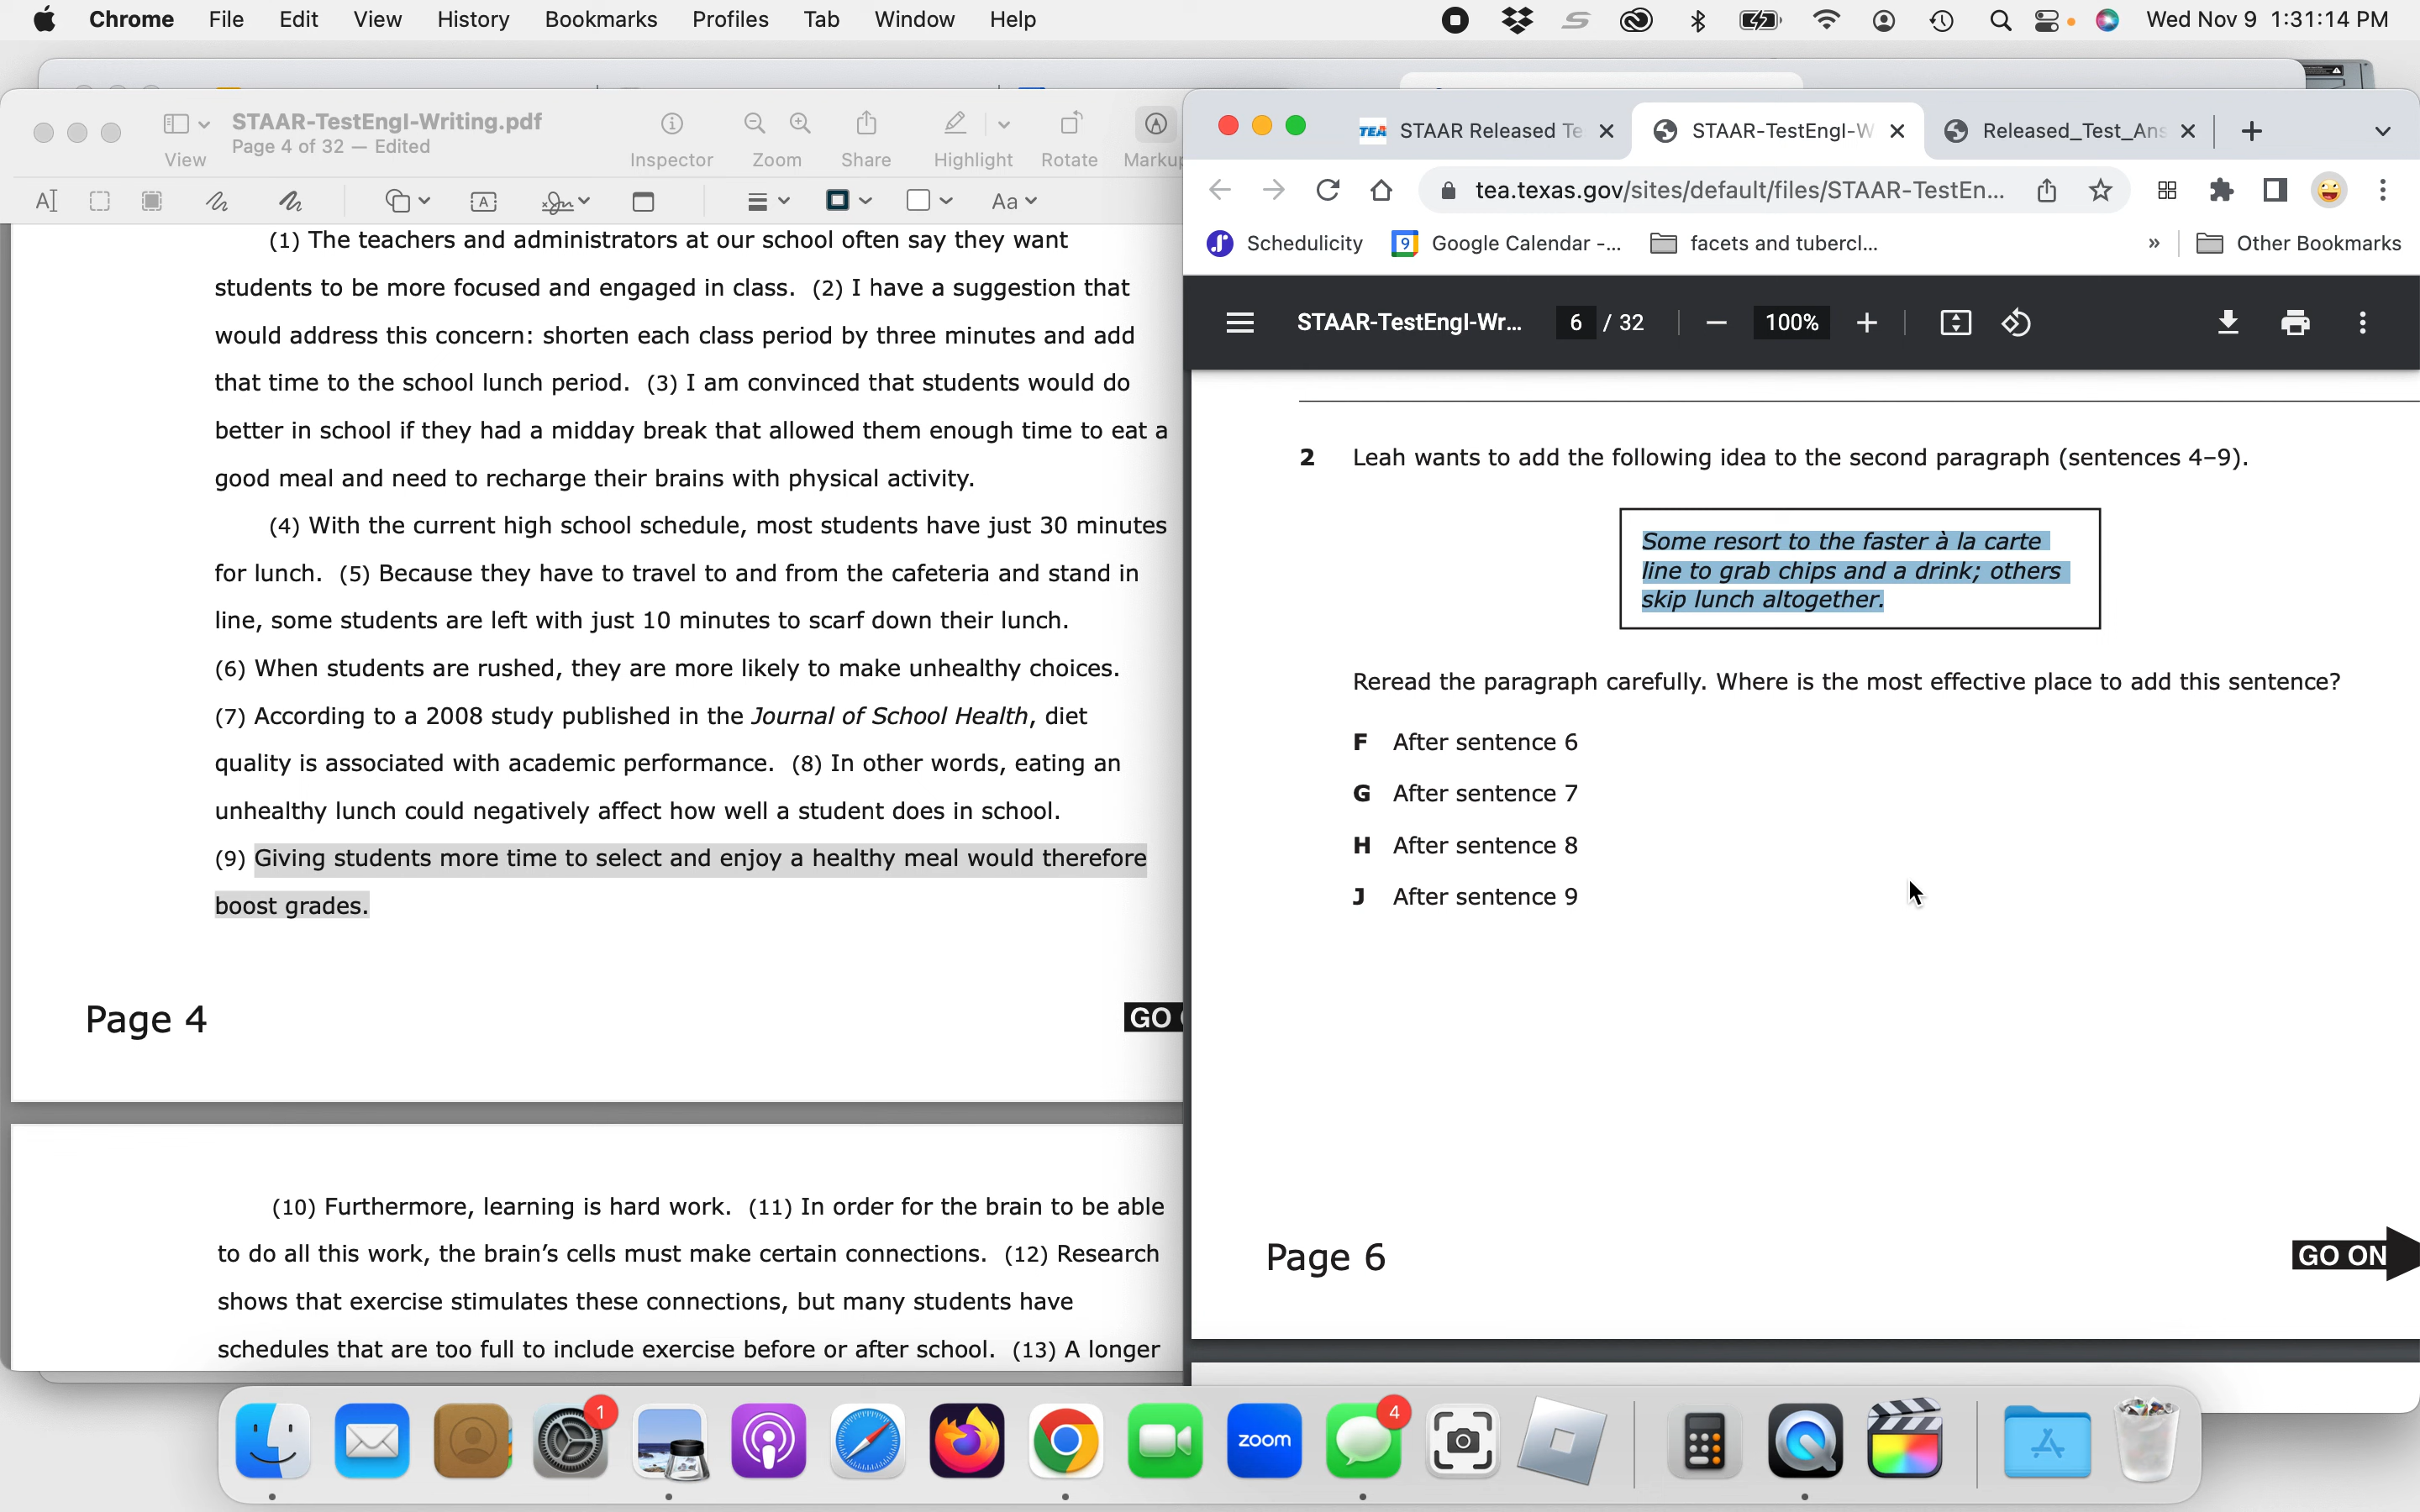 Chrome File Edit View History Bookmarks Profiles Tab Window Help Wed Nov 9 1:31:14 PM
STAAR-TestEngI-Writing.pdf
Page 4 of 32 — Edited
View Inspector Zoom Share Highlight Rotate
Aa
(1) The teachers and administrators at our school often say they want
students to be more focused and engaged in class. (2) I have a suggestion that
would address this concern: shorten each class period by three minutes and add
that time to the school lunch period. (3) I am convinced that students would do
better in school if they had a midday break that allowed them enough time to eat a
good meal and need to recharge their brains with physical activity.
(4) With the current high school schedule, most students have just 30 minutes
for lunch. (5) Because they have to travel to and from the cafeteria and stand in
line, some students are left with just 10 minutes to scarf down their lunch.
(6) When students are rushed, they are more likely to make unhealthy choices.
(7) According to a 2008 study published in the Journal of School Health, diet
quality is associated with academic performance. (8) In other words, eating an
unhealthy lunch could negatively affect how well a student does in school.
(9) Giving students more time to select and enjoy a healthy meal would therefore
boost grades.
Page 4
GO
(10) Furthermore, learning is hard work. (11) In order for the brain to be able
to do all this work, the brain’s cells must make certain connections. (12) Research
shows that exercise stimulates these connections, but many students have
schedules that are too full to include exercise before or after school. (13) A longer
TEA STAAR Released Te STAAR-TestEngI-W Released_Test_Ans
tea.texas.gov/sites/default/files/STAAR-TestEn...
Schedulicity 9 Google Calendar -... facets and tubercl... » Other Bookmarks
STAAR-TestEngI-Wr... 6 / 32 100%
2 Leah wants to add the following idea to the second paragraph (sentences 4–9).
Some resort to the faster à la carte
line to grab chips and a drink; others
skip lunch altogether.
Reread the paragraph carefully. Where is the most effective place to add this sentence?
F After sentence 6
G After sentence 7
H After sentence 8
J After sentence 9
Page 6
GO ON
1
zoom
4